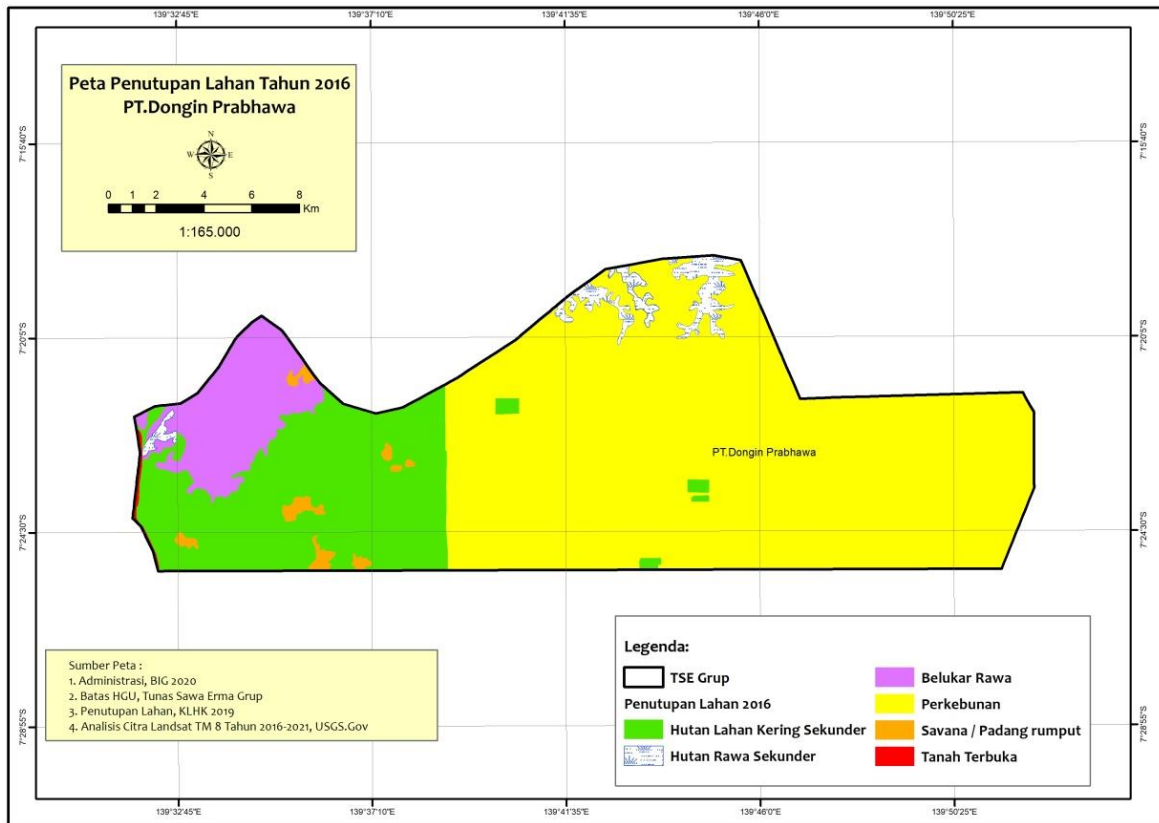 139°32'45"E 139°37'10"E 139°41'35"E 139°46'0"E 139°50'25"E
Peta Penutupan Lahan Tahun 2016
PT.Dongin Prabhawa
N
W E
S
0 1 2 4 6 8
Km
1:165.000
7°15'40"S 7°15'40"S
7°20'5"S 7°20'5"S
PT.Dongin Prabhawa
7°24'30"S 7°24'30"S
7°28'55"S 7°28'55"S
Sumber Peta :
1. Administrasi, BIG 2020
2. Batas HGU, Tunas Sawa Erma Grup
3. Penutupan Lahan, KLHK 2019
4. Analisis Citra Landsat TM 8 Tahun 2016-2021, USGS.Gov
Legenda:
TSE Grup
Penutupan Lahan 2016
Hutan Lahan Kering Sekunder
Hutan Rawa Sekunder
Belukar Rawa
Perkebunan
Savana / Padang rumput
Tanah Terbuka
139°32'45"E 139°37'10"E 139°41'35"E 139°46'0"E 139°50'25"E